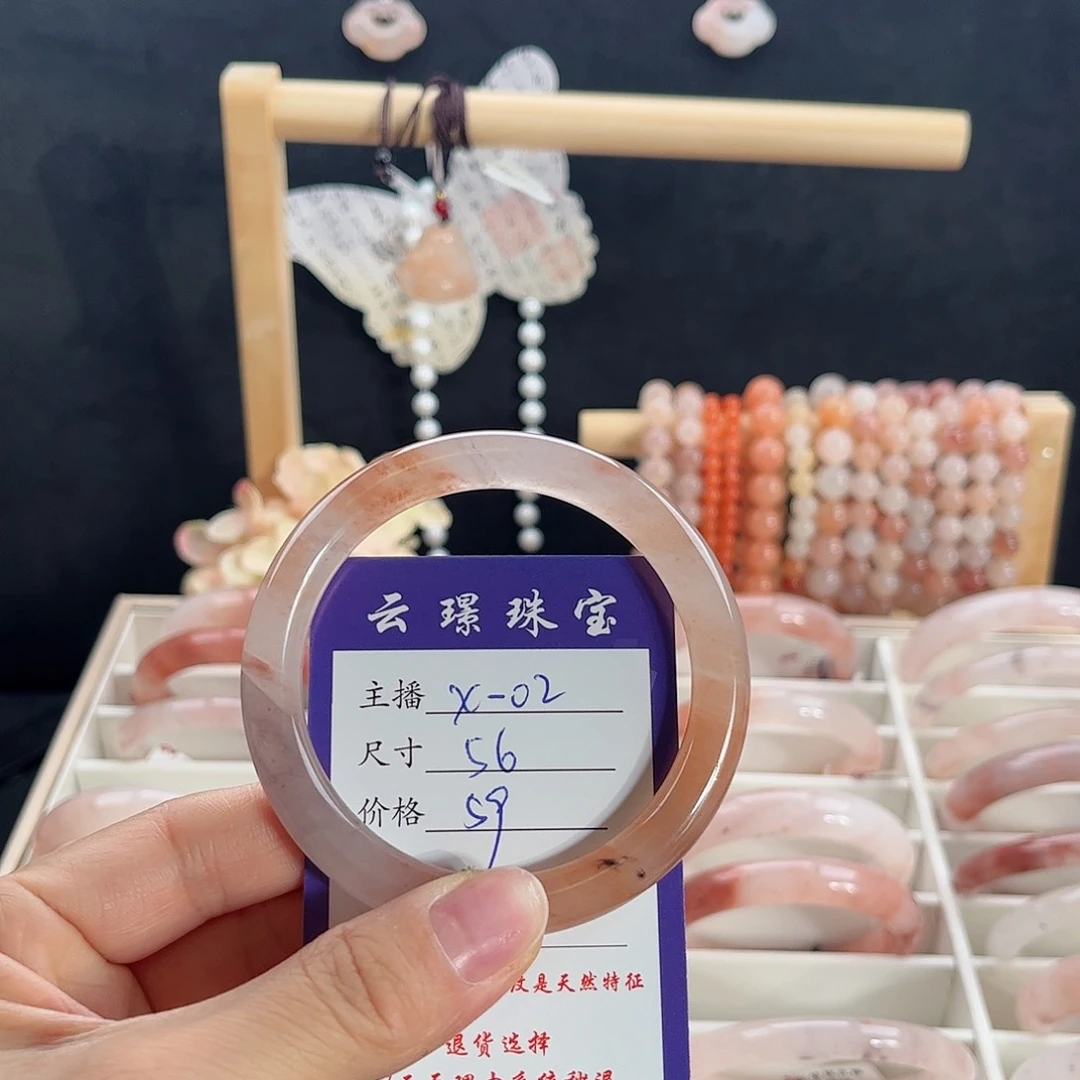 云璟珠宝
主播 X-02
尺寸 56
价格 59
是天然特征
退货选择